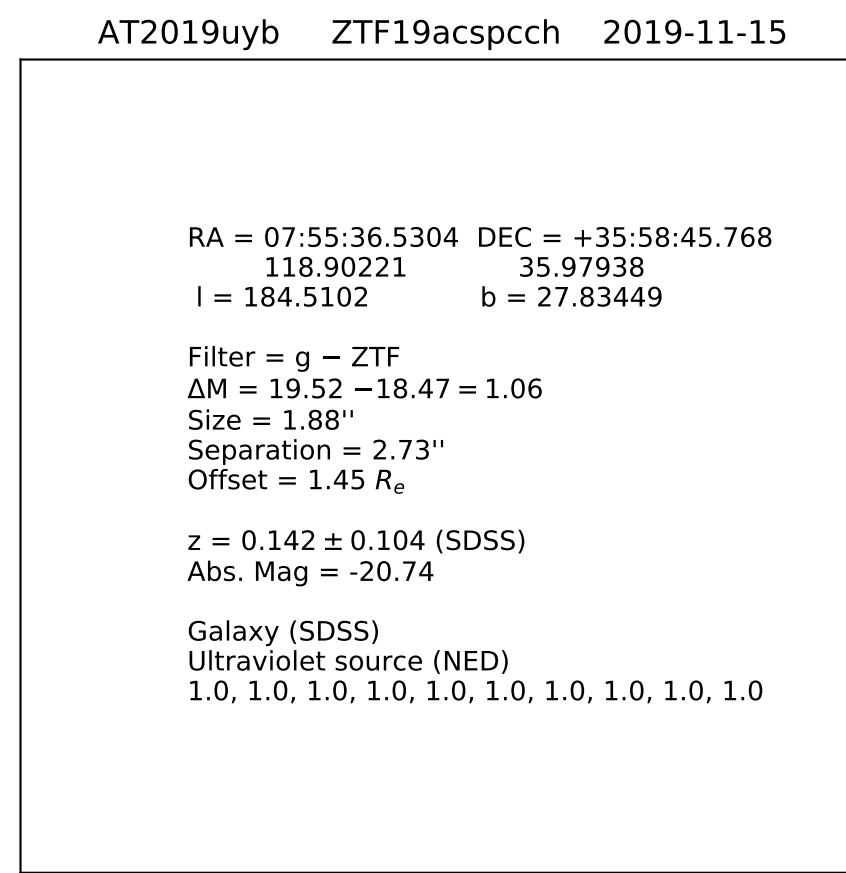 AT2019uyb ZTF19acspcch 2019-11-15
RA = 07:55:36.5304 DEC = +35:58:45.768
118.90221 35.97938
l = 184.5102 b = 27.83449
Filter = g − ZTF
ΔM = 19.52 −18.47 = 1.06
Size = 1.88''
Separation = 2.73''
Offset = 1.45 Rₑ
z = 0.142 ± 0.104 (SDSS)
Abs. Mag = -20.74
Galaxy (SDSS)
Ultraviolet source (NED)
1.0, 1.0, 1.0, 1.0, 1.0, 1.0, 1.0, 1.0, 1.0, 1.0